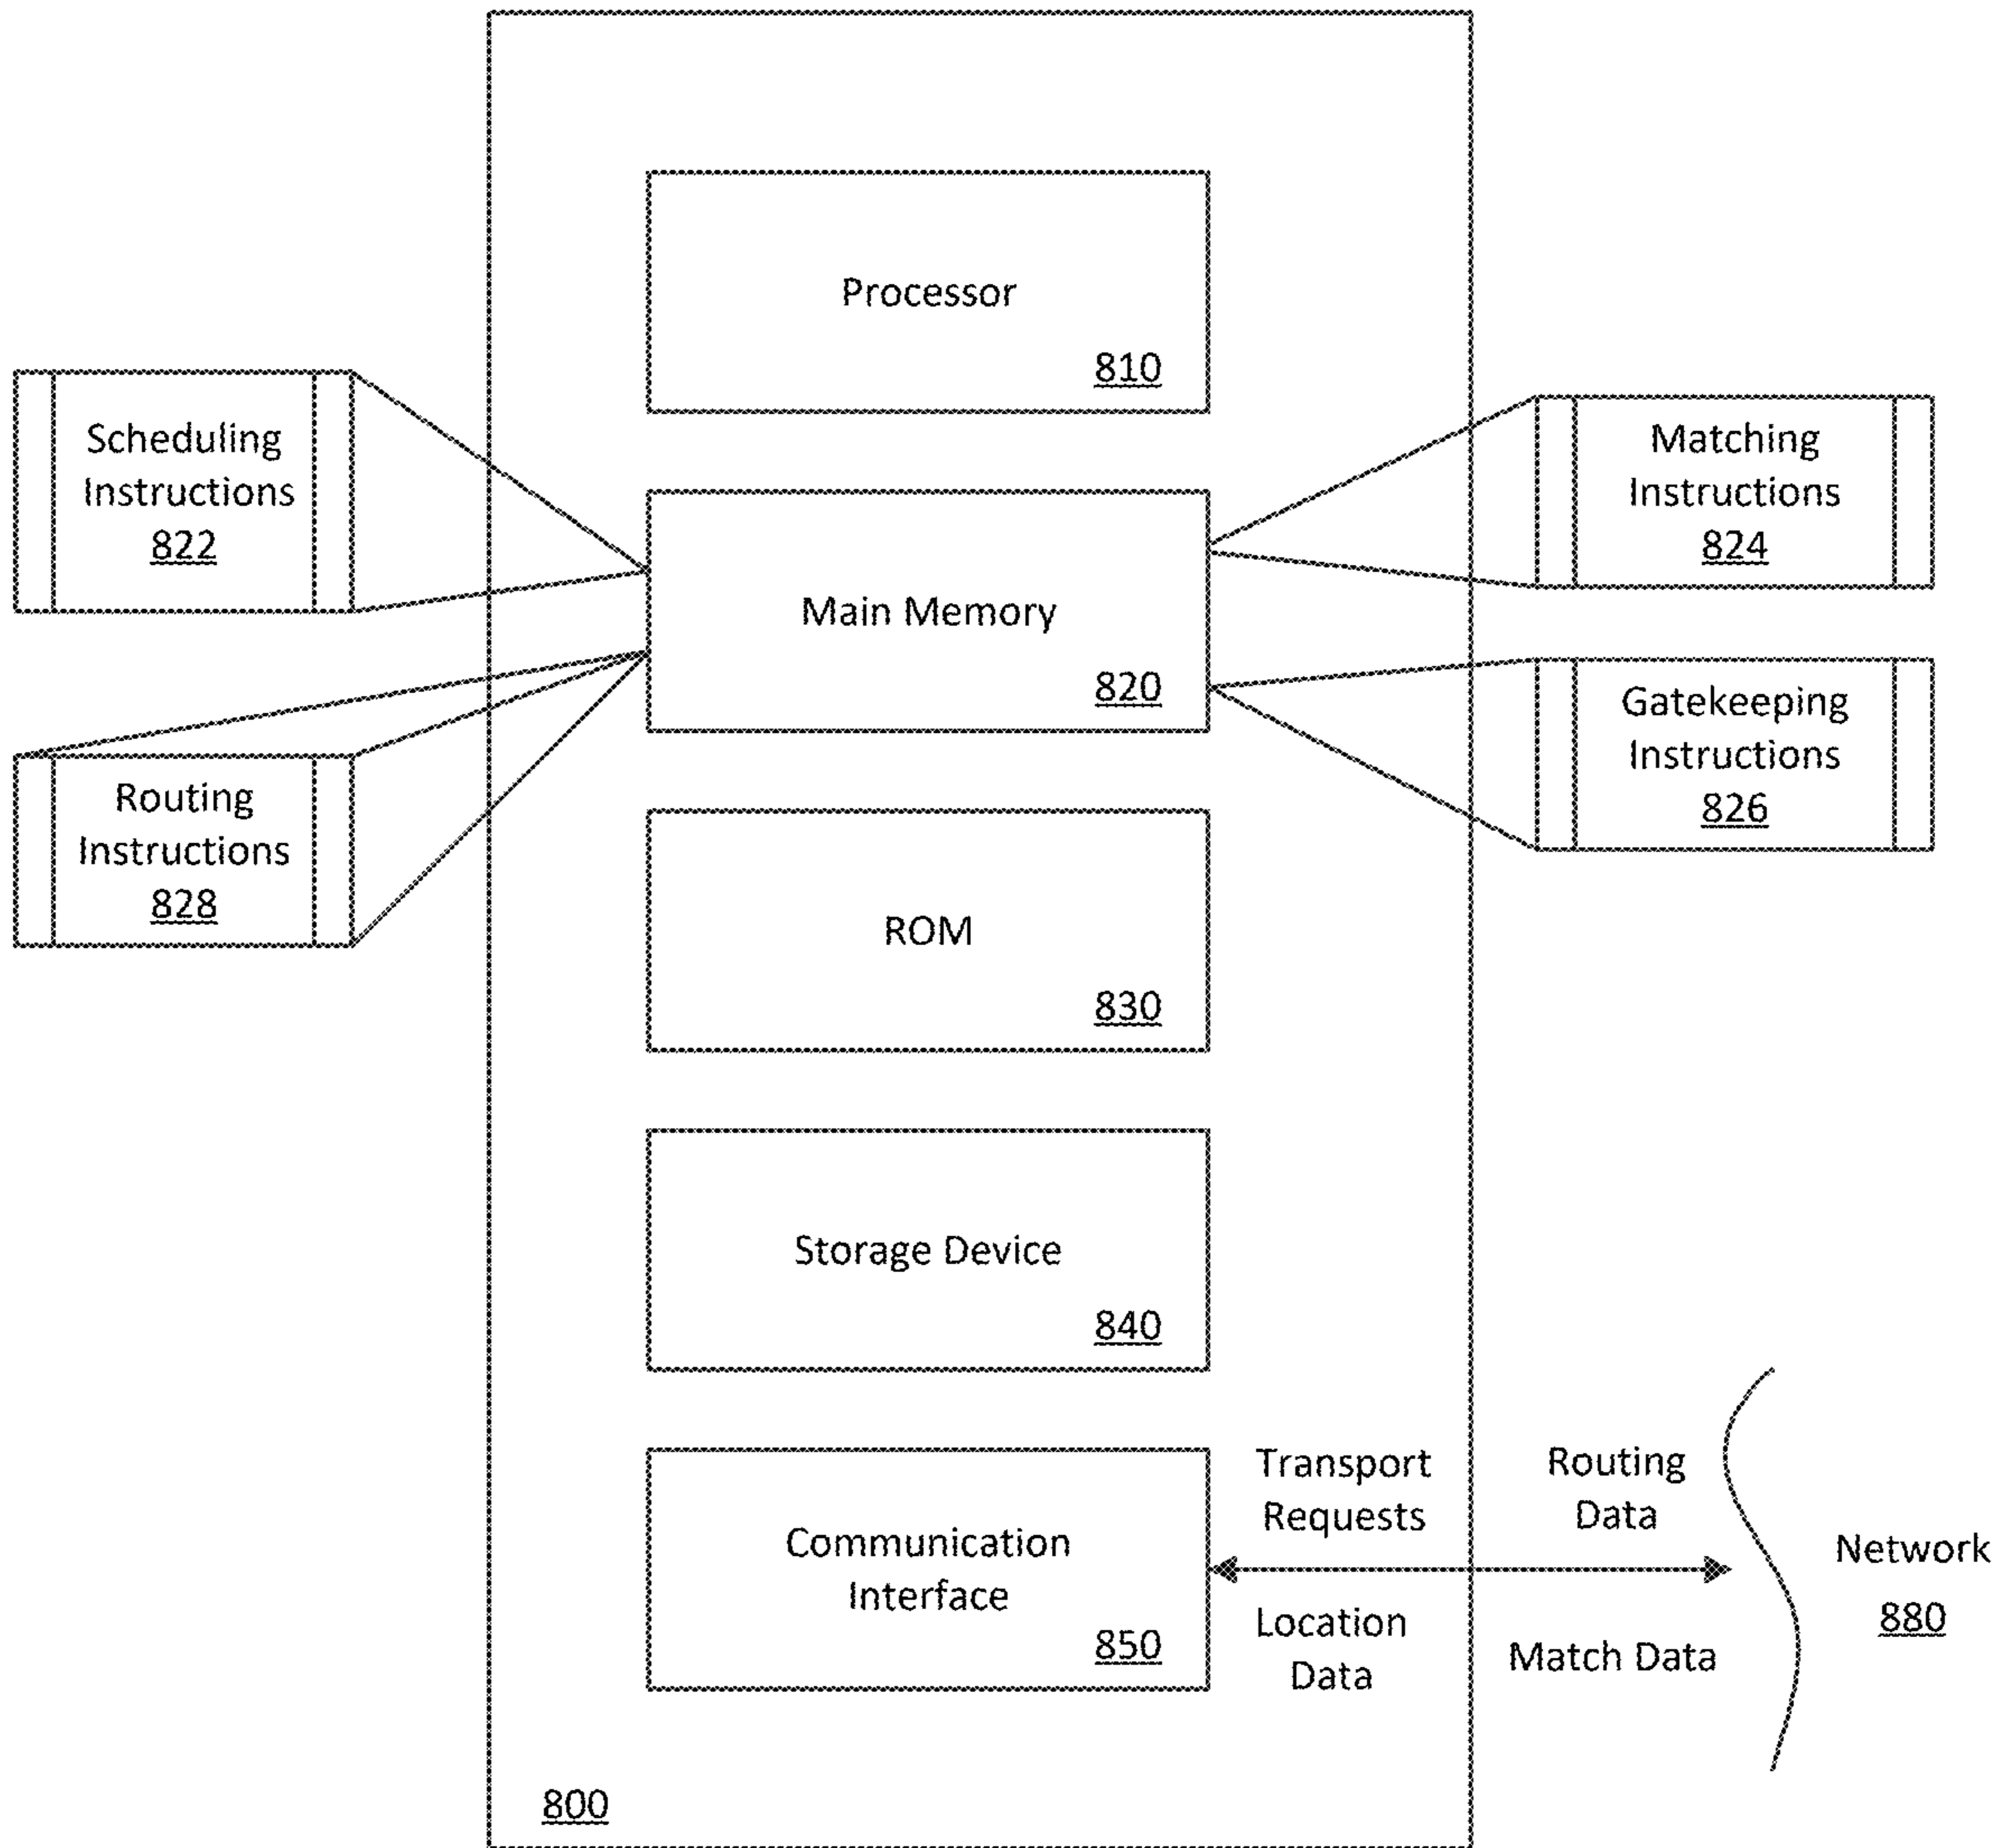 Processor
810
Scheduling
Instructions
822
Matching
Instructions
824
Main Memory
820
Gatekeeping
Instructions
826
Routing
Instructions
828
ROM
830
Storage Device
840
Communication
Interface
850
Transport
Requests
Routing
Data
Location
Data
Match Data
Network
880
800